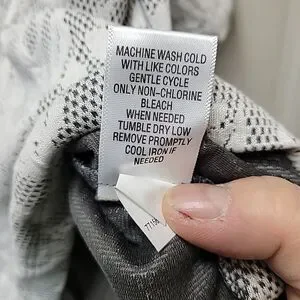 MACHINE WASH COLD
WITH LIKE COLORS
GENTLE CYCLE
ONLY NON-CHLORINE
BLEACH
WHEN NEEDED
TUMBLE DRY LOW
REMOVE PROMPTLY
COOL IRON IF
NEEDED